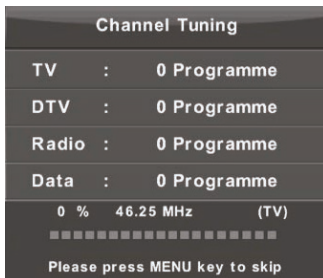 Channel Tuning
TV : 0 Programme
DTV : 0 Programme
Radio : 0 Programme
Data : 0 Programme
0 % 46.25 MHz (TV)
Please press MENU key to skip